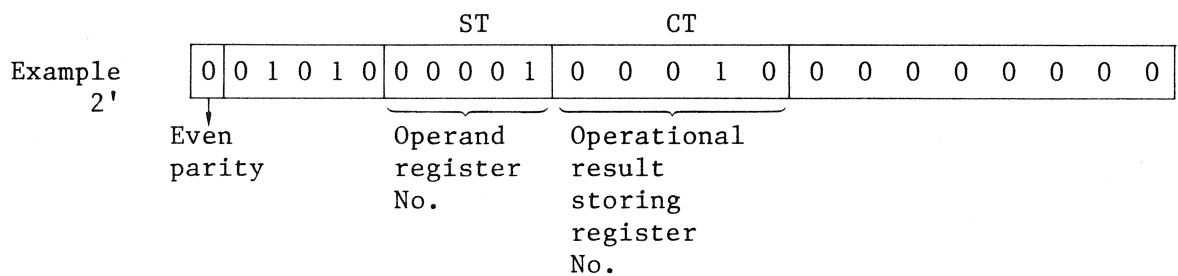 ST CT
Example 0 0 1 0 1 0 0 0 0 0 1 0 0 0 1 0 0 0 0 0 0 0 0 0
2'
Even Operand Operational
parity register result
No. storing
register
No.